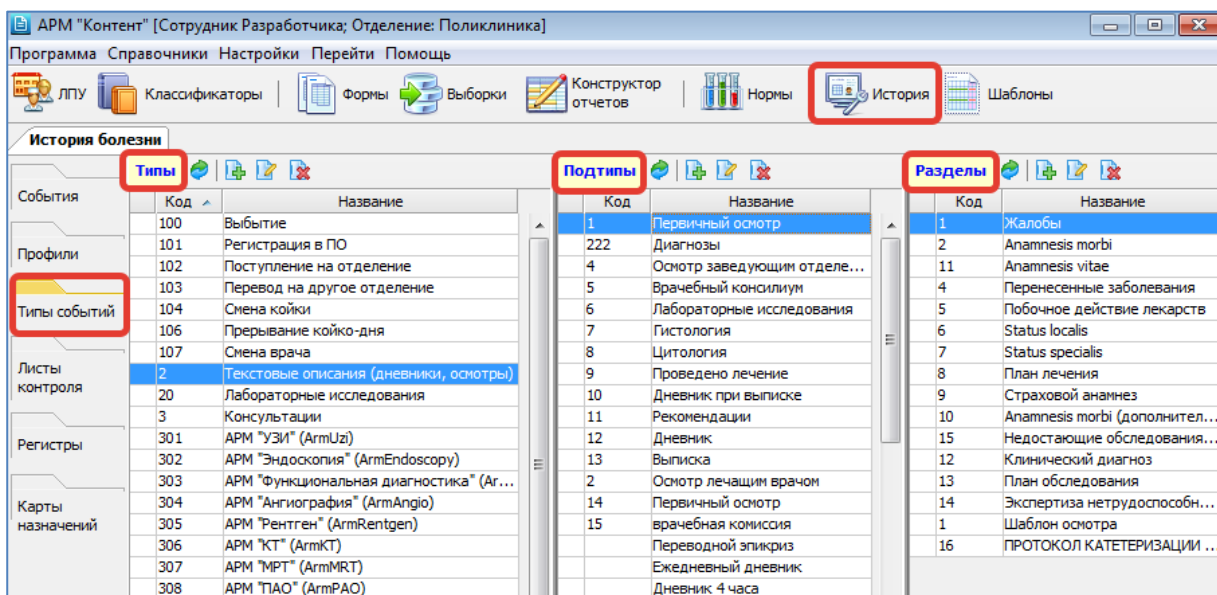 АРМ "Контент" [Сотрудник Разработчика; Отделение: Поликлиника]
Программа Справочники Настройки Перейти Помощь
ЛПУ Классификаторы Формы Выборки Конструктор отчетов Нормы История Шаблоны
История болезни
События
Профили
Типы событий
Листы контроля
Регистры
Карты назначений
Типы
Код Название
100 Выбытие
101 Регистрация в ПО
102 Поступление на отделение
103 Перевод на другое отделение
104 Смена койки
106 Прерывание койко-дня
107 Смена врача
2 Текстовые описания (дневники, осмотры)
20 Лабораторные исследования
3 Консультации
301 АРМ "УЗИ" (ArmUzi)
302 АРМ "Эндоскопия" (ArmEndoscopy)
303 АРМ "Функциональная диагностика" (Ar...
304 АРМ "Ангиография" (ArmAngio)
305 АРМ "Рентген" (ArmRentgen)
306 АРМ "КТ" (ArmKT)
307 АРМ "МРТ" (ArmMRT)
308 АРМ "ПАО" (ArmPAO)
Подтипы
Код Название
1 Первичный осмотр
222 Диагнозы
4 Осмотр заведующим отделе...
5 Врачебный консилиум
6 Лабораторные исследования
7 Гистология
8 Цитология
9 Проведено лечение
10 Дневник при выписке
11 Рекомендации
12 Дневник
13 Выписка
2 Осмотр лечащим врачом
14 Первичный осмотр
15 врачебная комиссия
Переводной эпикриз
Ежедневный дневник
Дневник 4 часа
Разделы
Код Название
1 Жалобы
2 Anamnesis morbi
11 Anamnesis vitae
4 Перенесенные заболевания
5 Побочное действие лекарств
6 Status localis
7 Status specialis
8 План лечения
9 Страховой анамнез
10 Anamnesis morbi (дополнител...
15 Недостающие обследования...
12 Клинический диагноз
13 План обследования
14 Экспертиза нетрудоспособн...
1 Шаблон осмотра
16 ПРОТОКОЛ КАТЕТЕРИЗАЦИИ ...